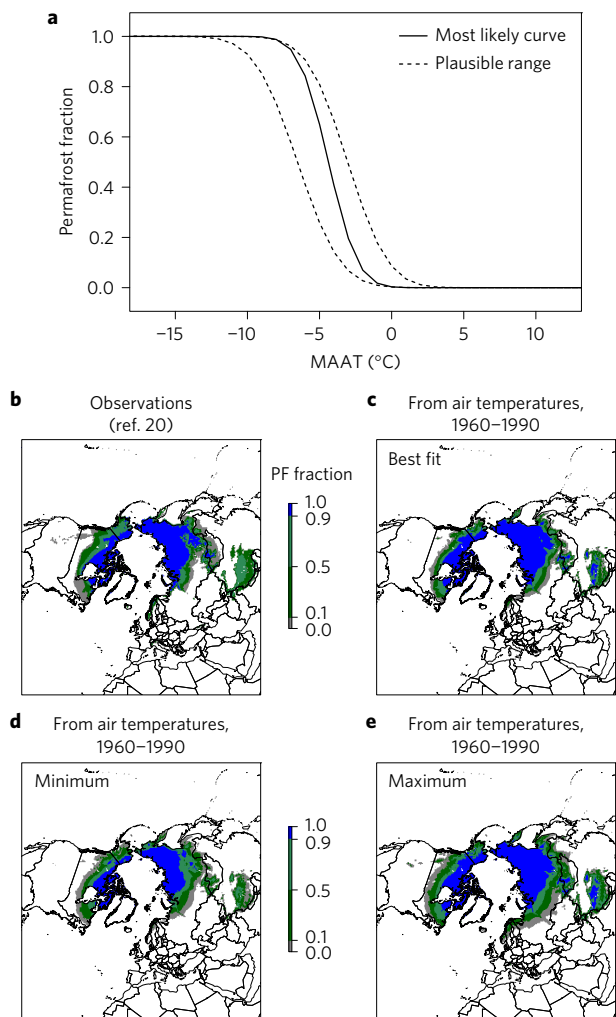 a
1.0
0.8
0.6
0.4
0.2
0.0
Permafrost fraction
Most likely curve
Plausible range
−15 −10 −5 0 5 10
MAAT (°C)
b
Observations
(ref. 20)
PF fraction
1.0
0.9
0.5
0.1
0.0
c
From air temperatures,
1960–1990
Best fit
d
From air temperatures,
1960–1990
Minimum
1.0
0.9
0.5
0.1
0.0
e
From air temperatures,
1960–1990
Maximum